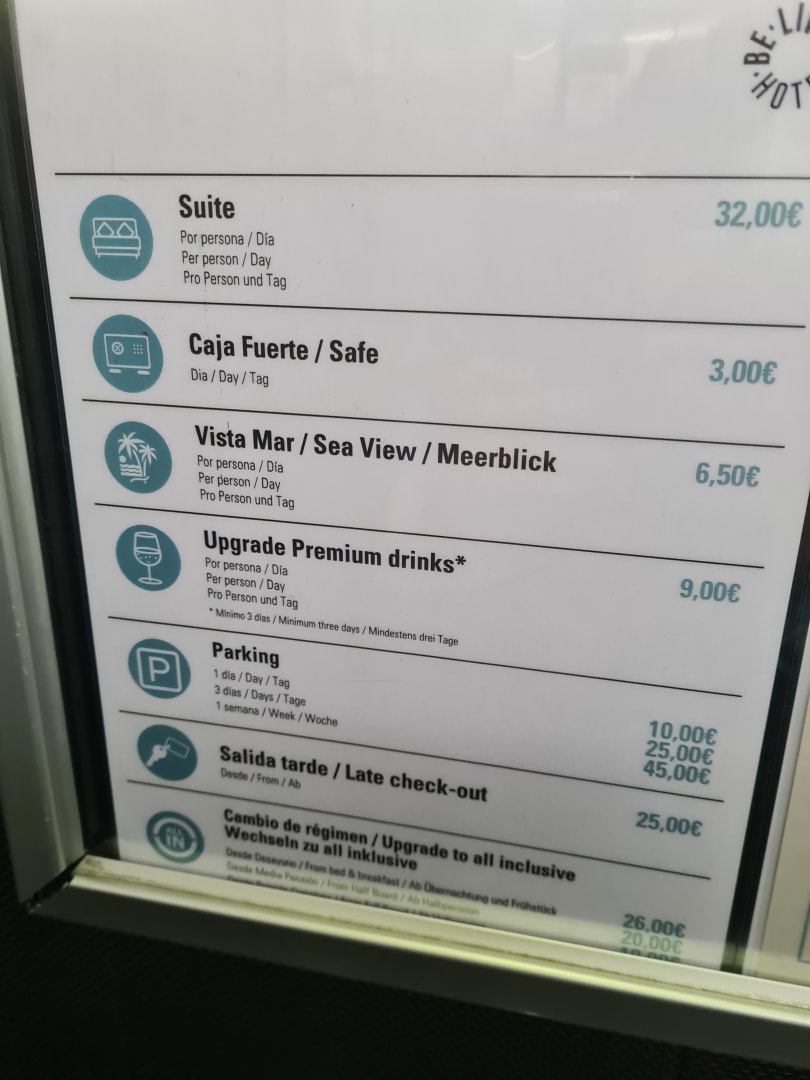 BE·LI
HOT
Suite
32,00€
Por persona / Día
Per person / Day
Pro Person und Tag
Caja Fuerte / Safe
3,00€
Dia / Day / Tag
Vista Mar / Sea View / Meerblick
6,50€
Por persona / Día
Per person / Day
Pro Person und Tag
Upgrade Premium drinks*
9,00€
Por persona / Día
Per person / Day
Pro Person und Tag
* Mínimo 3 días / Minimum three days / Mindestens drei Tage
P
Parking
1 día / Day / Tag
10,00€
3 días / Days / Tage
25,00€
1 semana / Week / Woche
45,00€
Salida tarde / Late check-out
Desde / From / Ab
25,00€
ALL
IN
Cambio de régimen / Upgrade to all inclusive
Wechseln zu all inklusive
Desde Desayuno / From bed & breakfast / Ab Übernachtung und Frühstück
26,00€
Desde Media Pensión / From Half Board / Ab Halbpension
20,00€